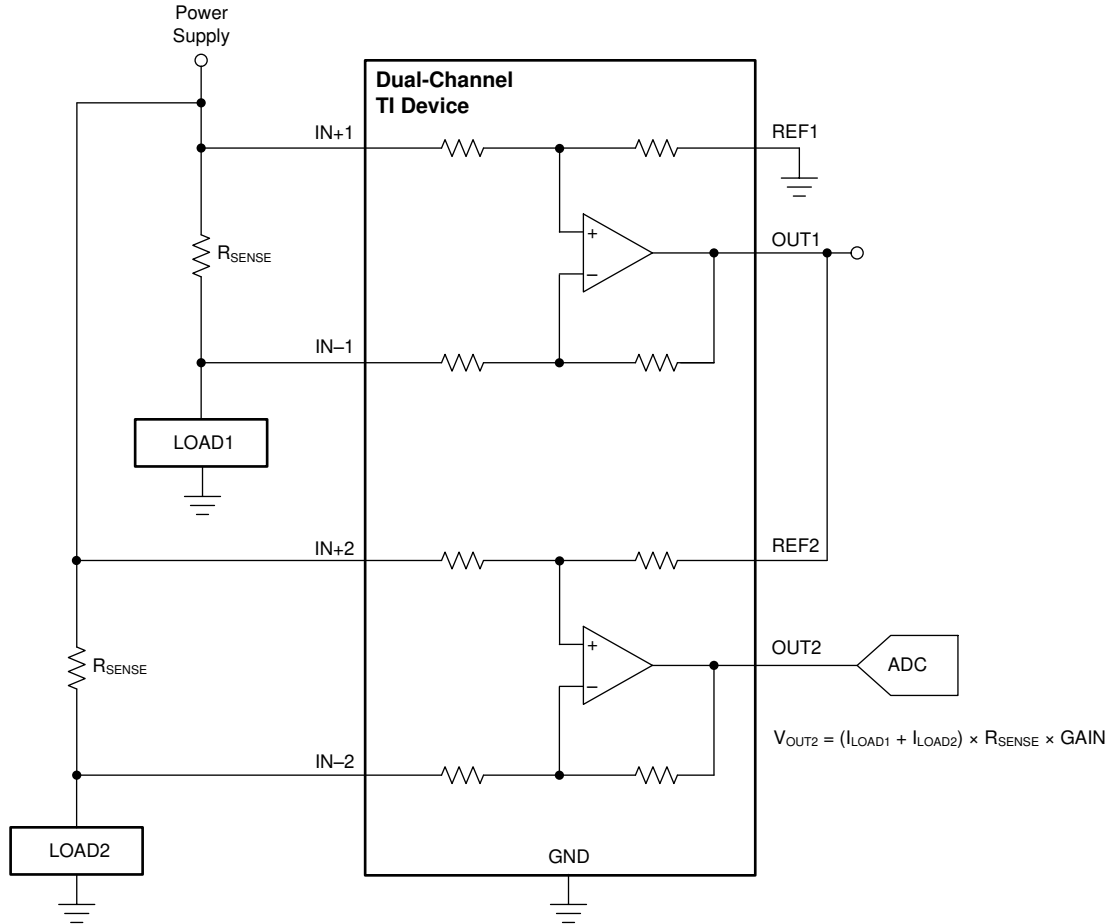 Power
Supply
Dual-Channel
TI Device
IN+1
REF1
RSENSE
+
–
OUT1
IN–1
LOAD1
IN+2
REF2
RSENSE
+
–
OUT2
ADC
VOUT2 = (ILOAD1 + ILOAD2) × RSENSE × GAIN
IN–2
LOAD2
GND